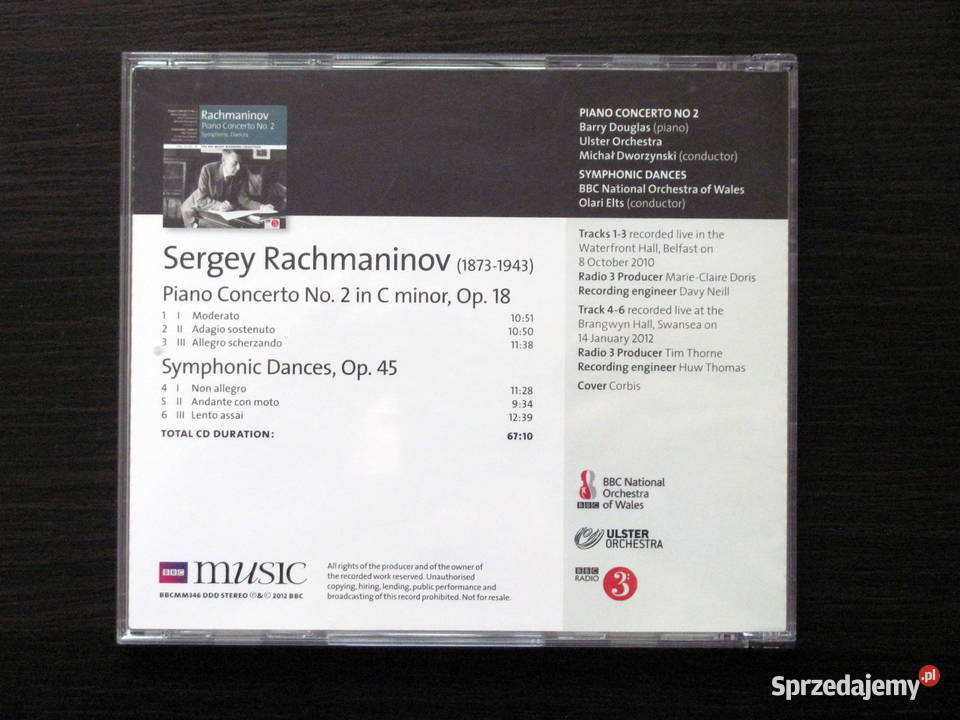 Rachmaninov
Piano Concerto No. 2
Symphonic Dances
PIANO CONCERTO NO 2
Barry Douglas (piano)
Ulster Orchestra
Michał Dworzynski (conductor)
SYMPHONIC DANCES
BBC National Orchestra of Wales
Olari Elts (conductor)
Sergey Rachmaninov (1873-1943)
Piano Concerto No. 2 in C minor, Op. 18
1 I Moderato 10:51
2 II Adagio sostenuto 10:50
3 III Allegro scherzando 11:38
Symphonic Dances, Op. 45
4 I Non allegro 11:28
5 II Andante con moto 9:34
6 III Lento assai 12:39
TOTAL CD DURATION: 67:10
Tracks 1-3 recorded live in the
Waterfront Hall, Belfast on
8 October 2010
Radio 3 Producer Marie-Claire Doris
Recording engineer Davy Neill
Track 4-6 recorded live at the
Brangwyn Hall, Swansea on
14 January 2012
Radio 3 Producer Tim Thorne
Recording engineer Huw Thomas
Cover Corbis
BBC National
Orchestra
BBC of Wales
ULSTER
ORCHESTRA
BBC
RADIO 3
BBC music
BBCMM346 DDD STEREO ℗&© 2012 BBC
All rights of the producer and of the owner of
the recorded work reserved. Unauthorised
copying, hiring, lending, public performance and
broadcasting of this record prohibited. Not for resale.
Sprzedajemy.pl